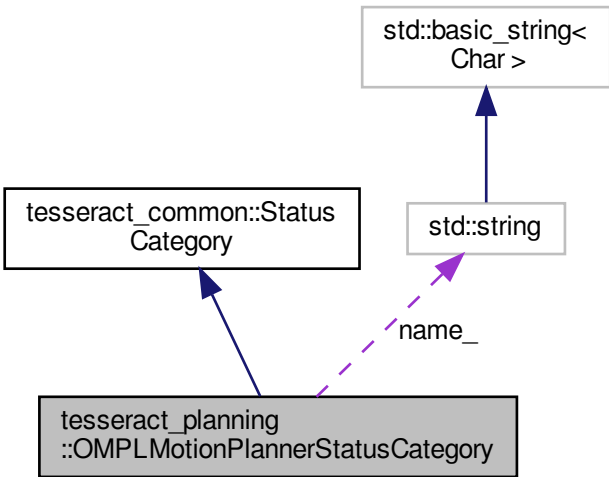 std::basic_string<
Char >
tesseract_common::Status
Category
std::string
name_
tesseract_planning
::OMPLMotionPlannerStatusCategory